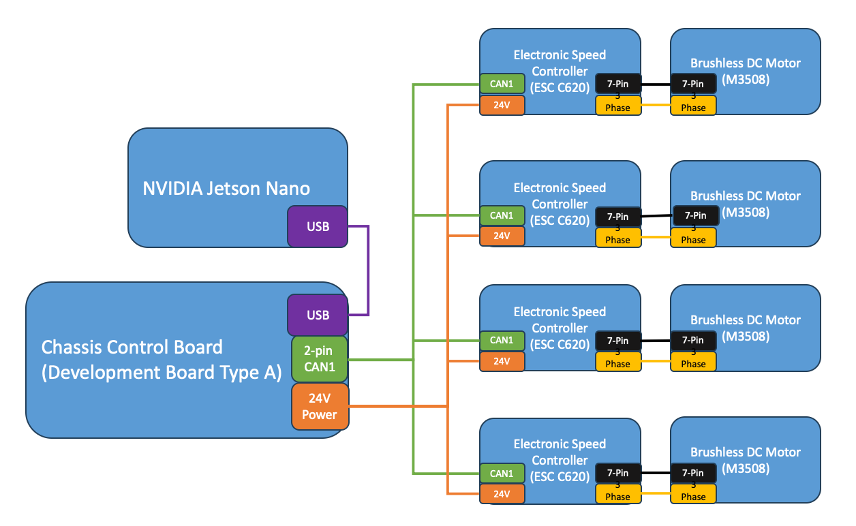 Electronic Speed
Controller
(ESC C620)
CAN1
24V
7-Pin
3
Phase
Brushless DC Motor
(M3508)
7-Pin
3
Phase
NVIDIA Jetson Nano
USB
Electronic Speed
Controller
(ESC C620)
CAN1
24V
7-Pin
3
Phase
Brushless DC Motor
(M3508)
7-Pin
3
Phase
Chassis Control Board
(Development Board Type A)
USB
2-pin
CAN1
24V
Power
Electronic Speed
Controller
(ESC C620)
CAN1
24V
7-Pin
3
Phase
Brushless DC Motor
(M3508)
7-Pin
3
Phase
Electronic Speed
Controller
(ESC C620)
CAN1
24V
7-Pin
3
Phase
Brushless DC Motor
(M3508)
7-Pin
3
Phase